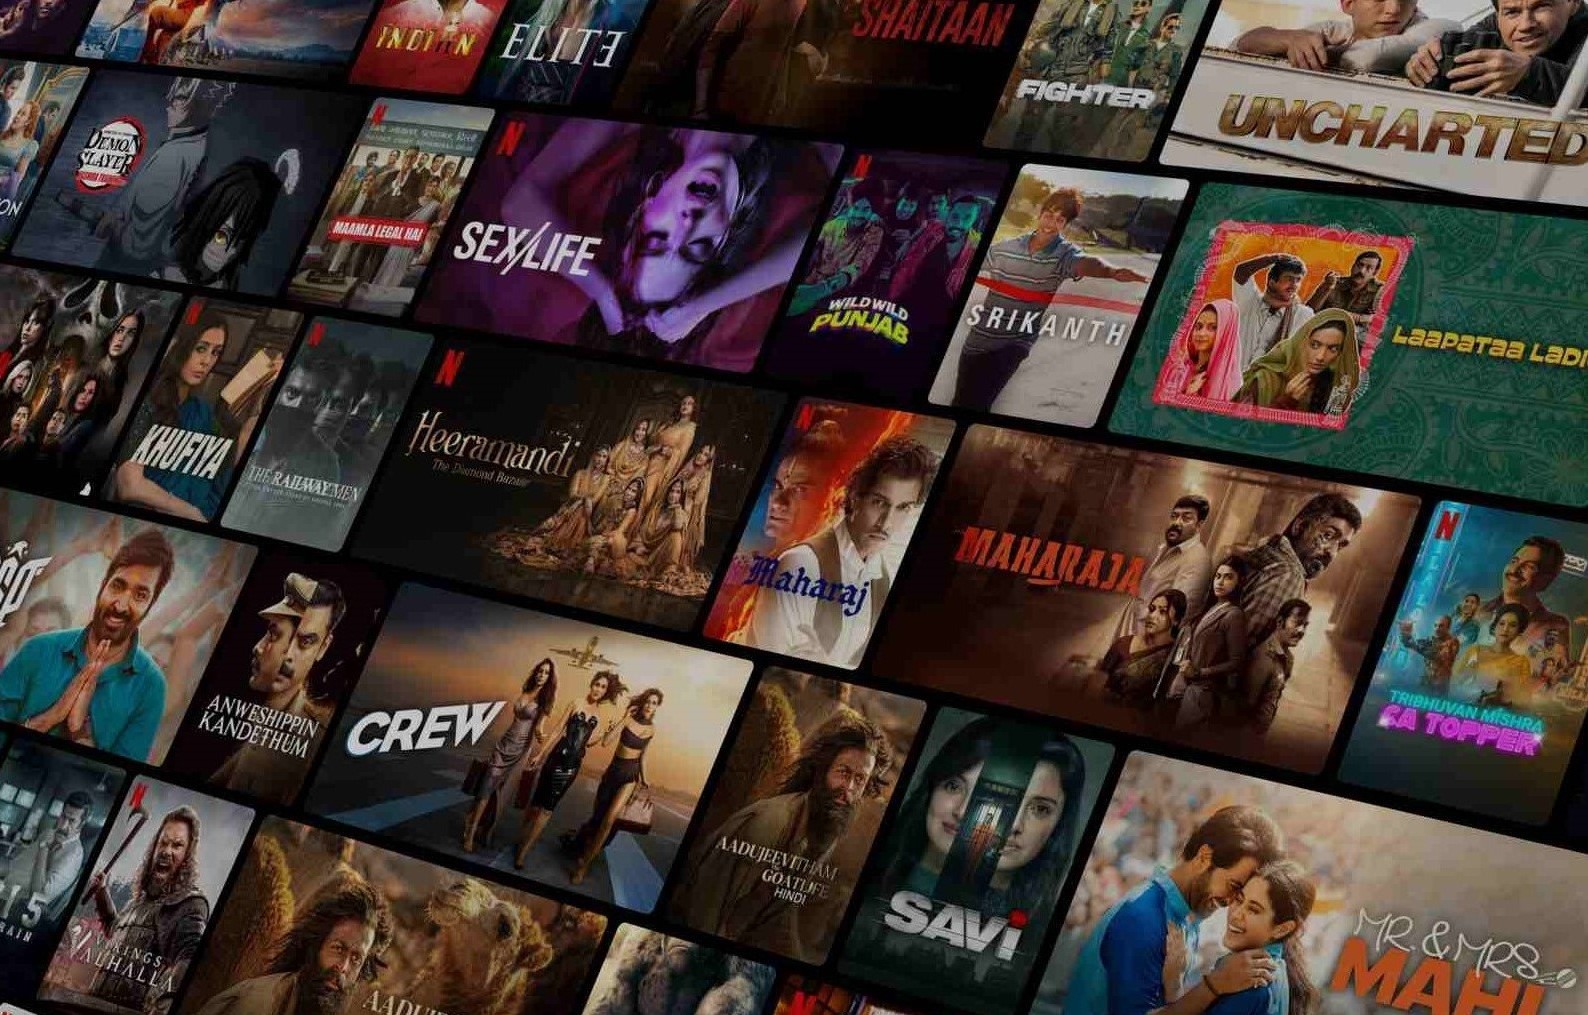 INDIAN
ELITE
SHAITAAN
FIGHTER
UNCHARTED
DEMON
SLAYER
MAAMLA LEGAL HAI
SEX/LIFE
WILD WILD
PUNJAB
SRIKANTH
LAAPATAA LADI
KHUFIYA
THE RAILWAY MEN
Heeramandi
The Diamond Bazaar
Maharaj
MAHARAJA
TRIBHUVAN MISHRA
CA TOPPER
ANWESHIPPIN
KANDETHUM
CREW
AADUJEEVITHAM
GOATLIFE
HINDI
SAVI
MR. & MRS
MAHI
VIKINGS
VALHALLA
AADUJ